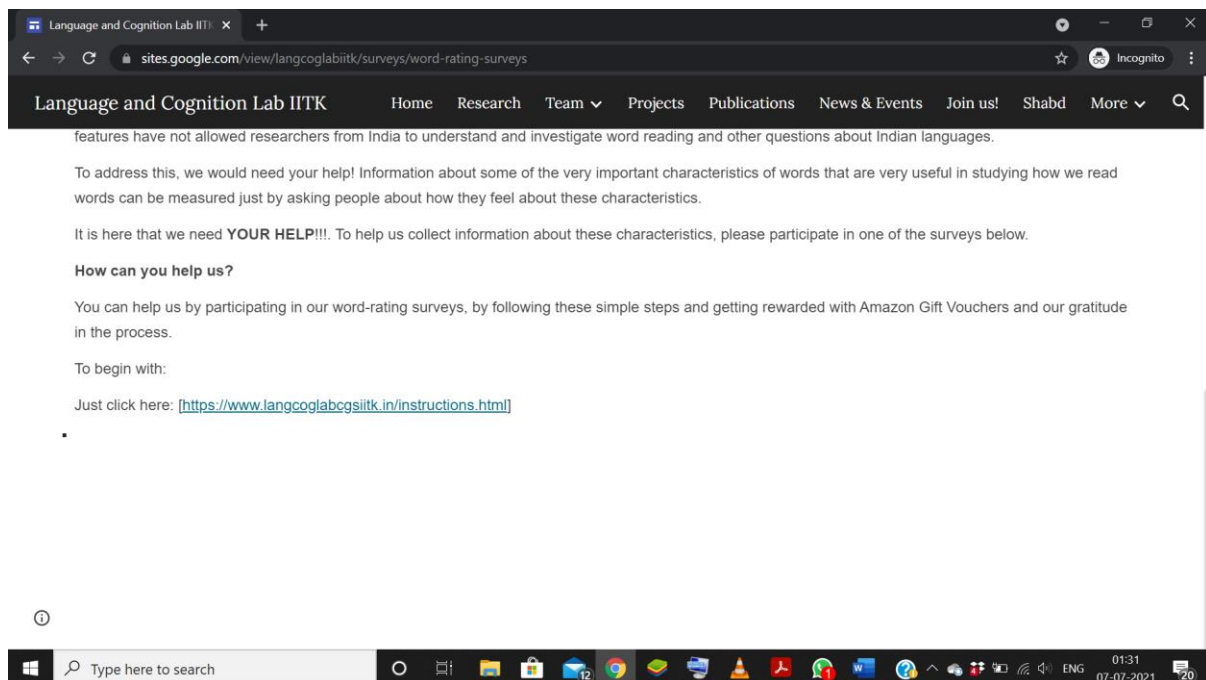 Language and Cognition Lab IITK
sites.google.com/view/langcoglabiitk/surveys/word-rating-surveys
Incognito
Language and Cognition Lab IITK Home Research Team Projects Publications News & Events Join us! Shabd More
features have not allowed researchers from India to understand and investigate word reading and other questions about Indian languages.
To address this, we would need your help! Information about some of the very important characteristics of words that are very useful in studying how we read
words can be measured just by asking people about how they feel about these characteristics.
It is here that we need YOUR HELP!!!. To help us collect information about these characteristics, please participate in one of the surveys below.
How can you help us?
You can help us by participating in our word-rating surveys, by following these simple steps and getting rewarded with Amazon Gift Vouchers and our gratitude
in the process.
To begin with:
Just click here: [https://www.langcoglabcgsiitk.in/instructions.html]
Type here to search
12
1
ENG
01:31
07-07-2021
20